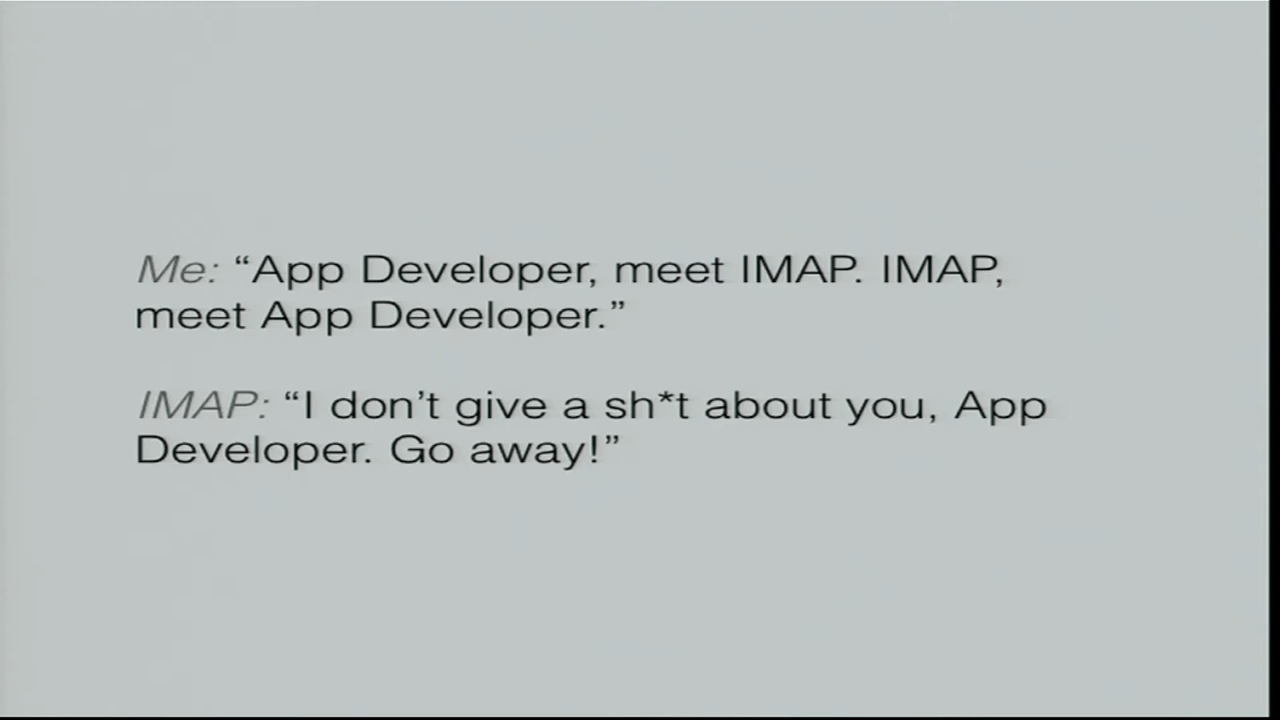 Me: “App Developer, meet IMAP. IMAP,
meet App Developer.”
IMAP: “I don’t give a sh*t about you, App
Developer. Go away!”